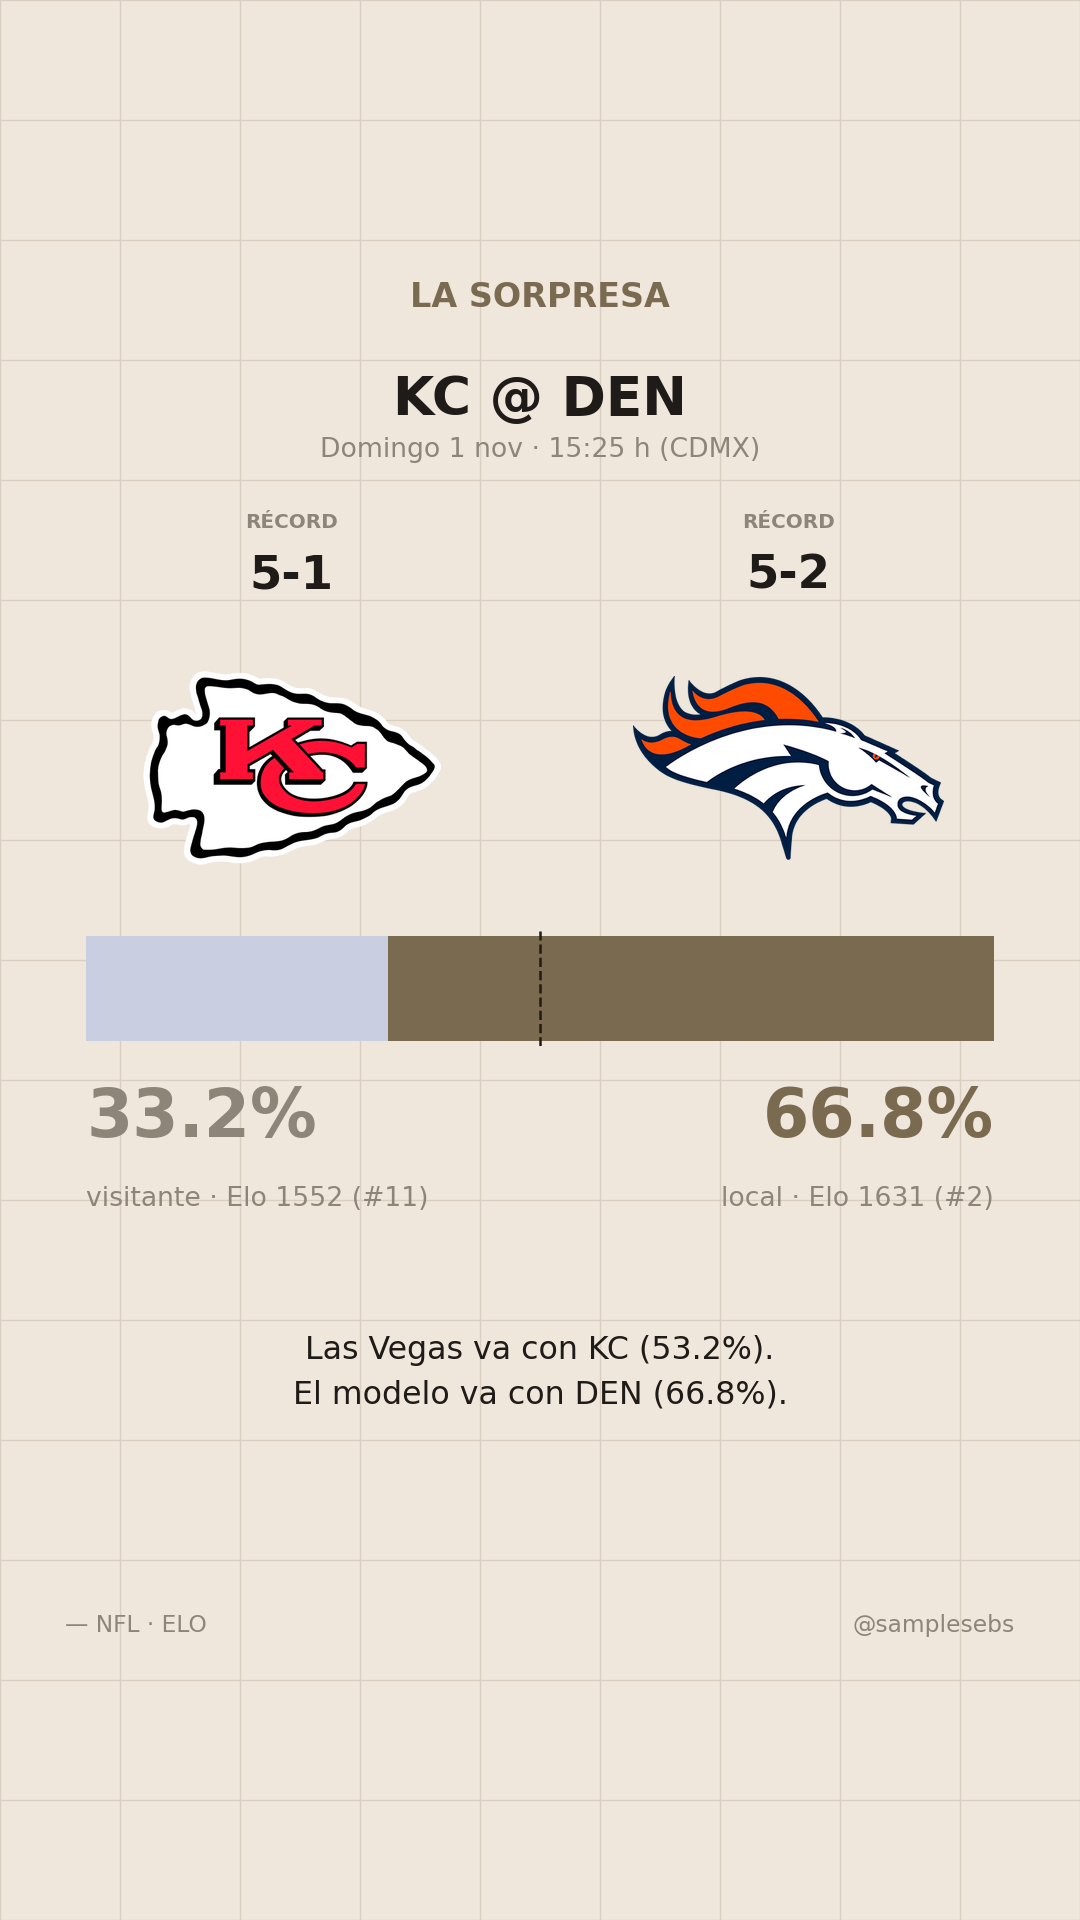 LA SORPRESA
KC @ DEN
Domingo 1 nov · 15:25 h (CDMX)
RÉCORD
RÉCORD
5-1
5-2
KC
33.2%
66.8%
visitante · Elo 1552 (#11)
local · Elo 1631 (#2)
Las Vegas va con KC (53.2%).
El modelo va con DEN (66.8%).
— NFL · ELO
@samplesebs